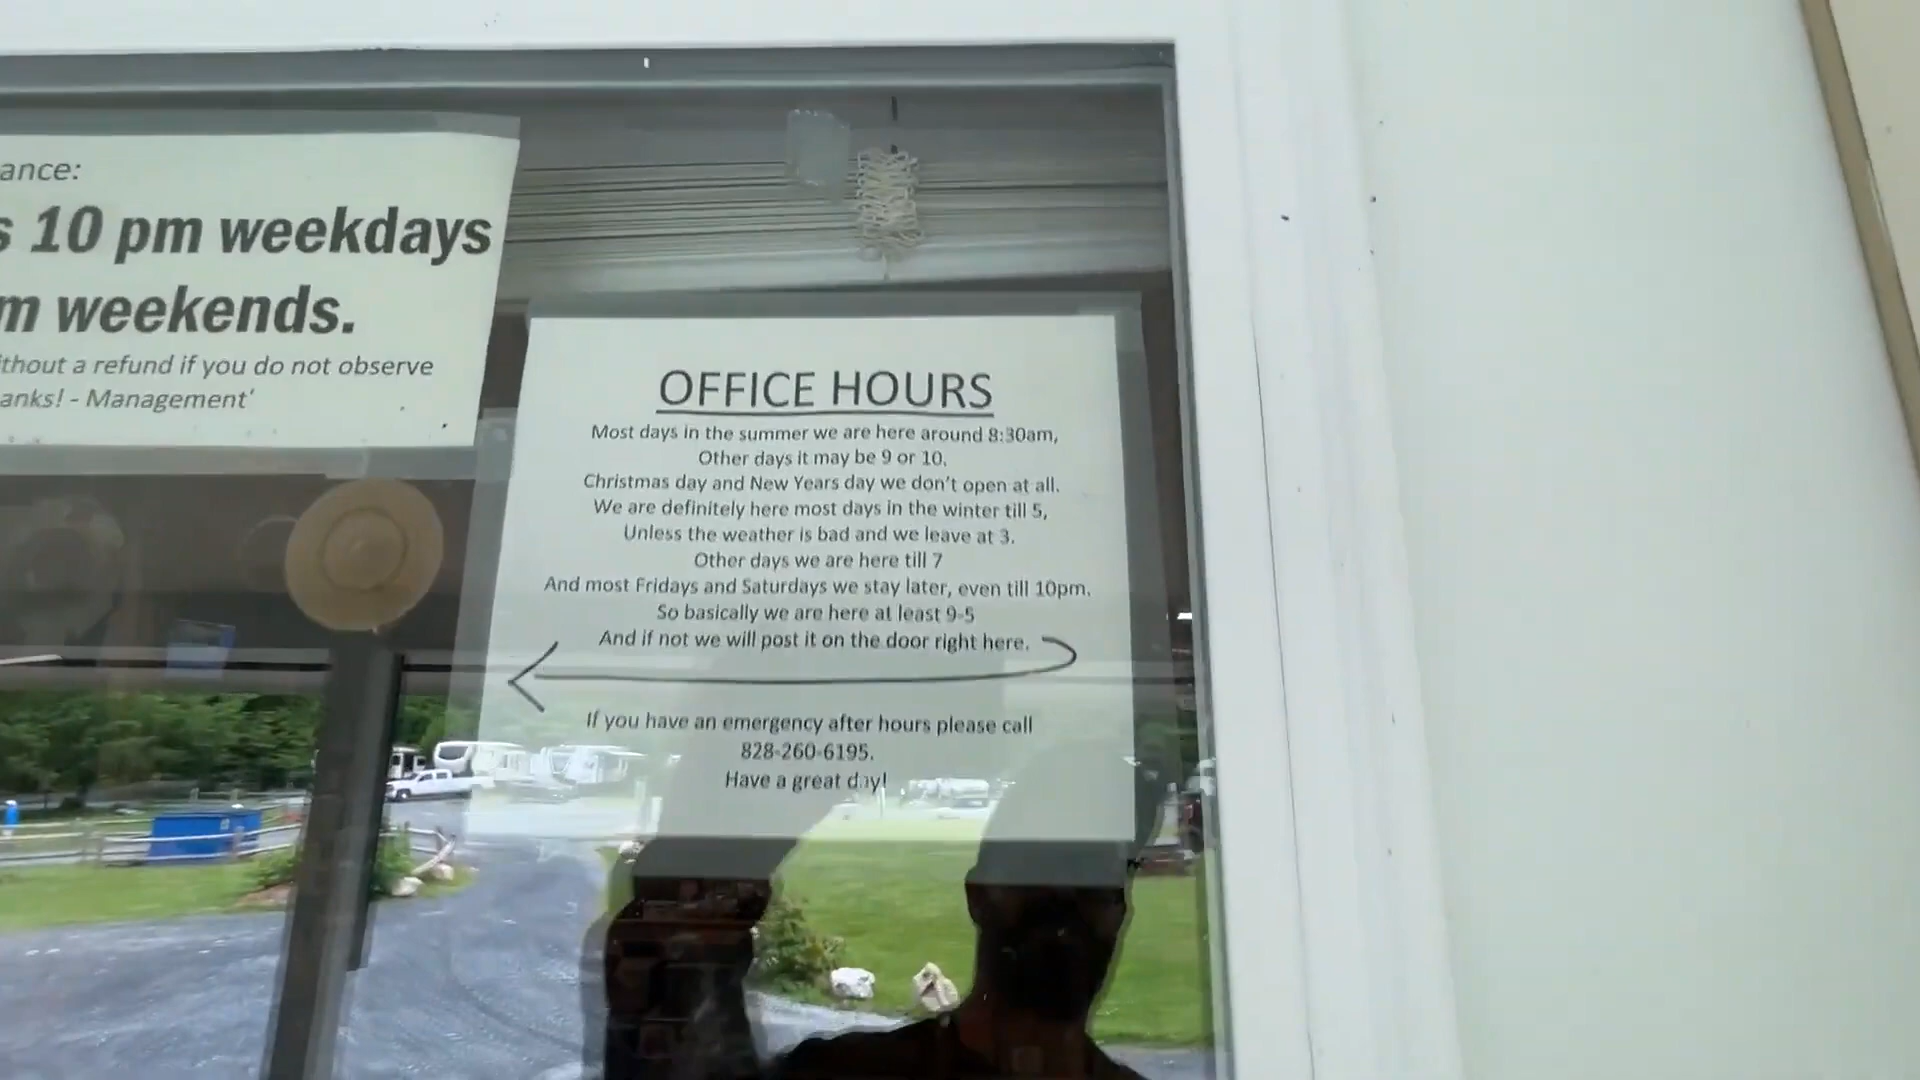 ance:
s 10 pm weekdays
m weekends.
thout a refund if you do not observe
anks! - Management'
OFFICE HOURS
Most days in the summer we are here around 8:30am,
Other days it may be 9 or 10.
Christmas day and New Years day we don't open at all.
We are definitely here most days in the winter till 5,
Unless the weather is bad and we leave at 3.
Other days we are here till 7
And most Fridays and Saturdays we stay later, even till 10pm.
So basically we are here at least 9-5
And if not we will post it on the door right here.
If you have an emergency after hours please call
828-260-6195.
Have a great day!